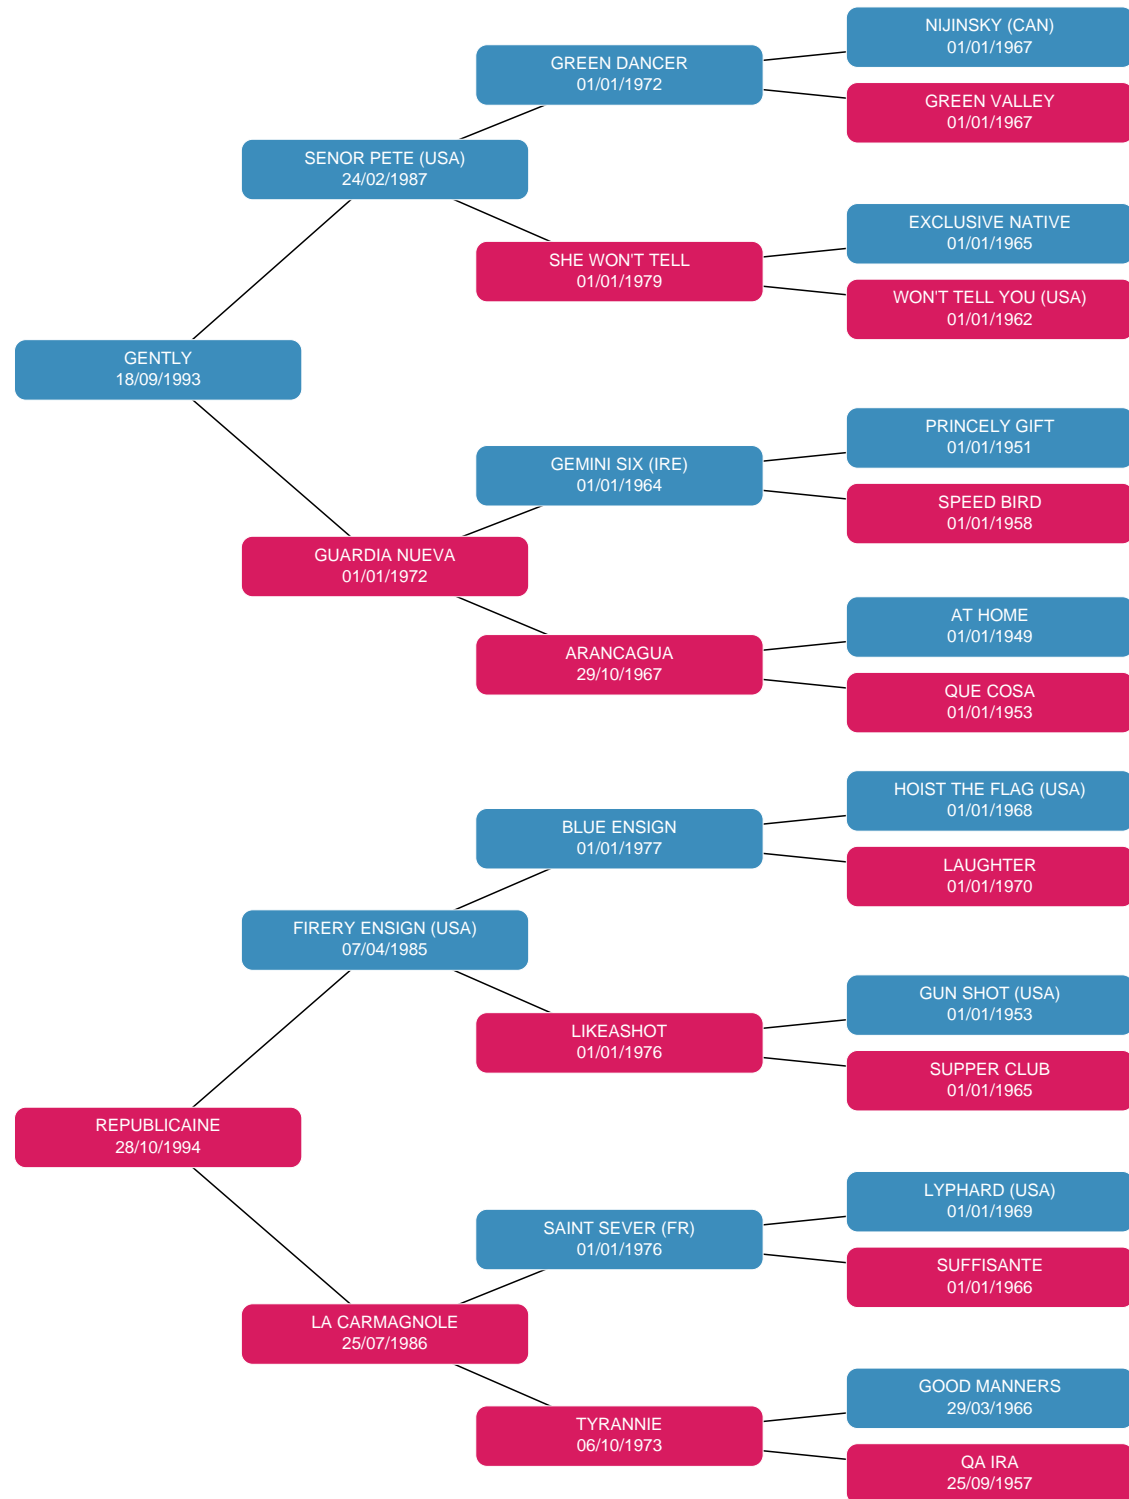 NIJINSKY (CAN)
01/01/1967
GREEN DANCER
01/01/1972
GREEN VALLEY
01/01/1967
SENOR PETE (USA)
24/02/1987
EXCLUSIVE NATIVE
01/01/1965
SHE WON'T TELL
01/01/1979
WON'T TELL YOU (USA)
01/01/1962
GENTLY
18/09/1993
PRINCELY GIFT
01/01/1951
GEMINI SIX (IRE)
01/01/1964
SPEED BIRD
01/01/1958
GUARDIA NUEVA
01/01/1972
AT HOME
01/01/1949
ARANCAGUA
29/10/1967
QUE COSA
01/01/1953
HOIST THE FLAG (USA)
01/01/1968
BLUE ENSIGN
01/01/1977
LAUGHTER
01/01/1970
FIRERY ENSIGN (USA)
07/04/1985
GUN SHOT (USA)
01/01/1953
LIKEASHOT
01/01/1976
SUPPER CLUB
01/01/1965
REPUBLICAINE
28/10/1994
LYPHARD (USA)
01/01/1969
SAINT SEVER (FR)
01/01/1976
SUFFISANTE
01/01/1966
LA CARMAGNOLE
25/07/1986
GOOD MANNERS
29/03/1966
TYRANNIE
06/10/1973
QA IRA
25/09/1957